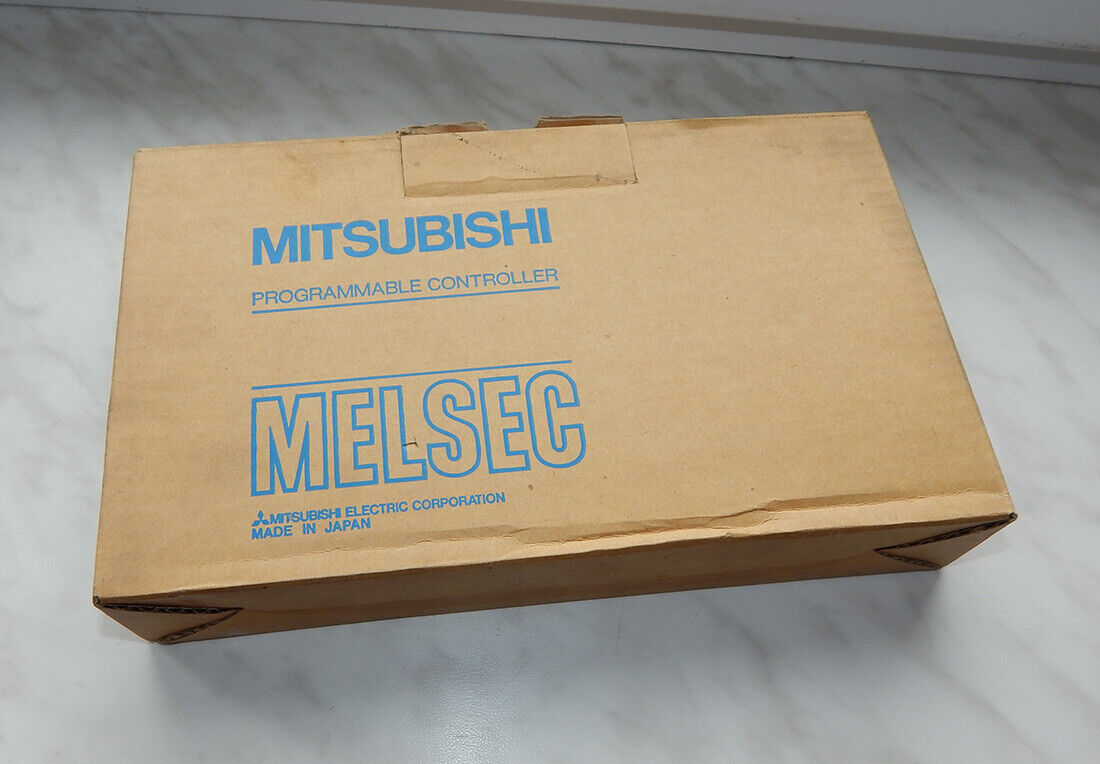 MITSUBISHI
PROGRAMMABLE CONTROLLER
MELSEC
MITSUBISHI ELECTRIC CORPORATION
MADE IN JAPAN